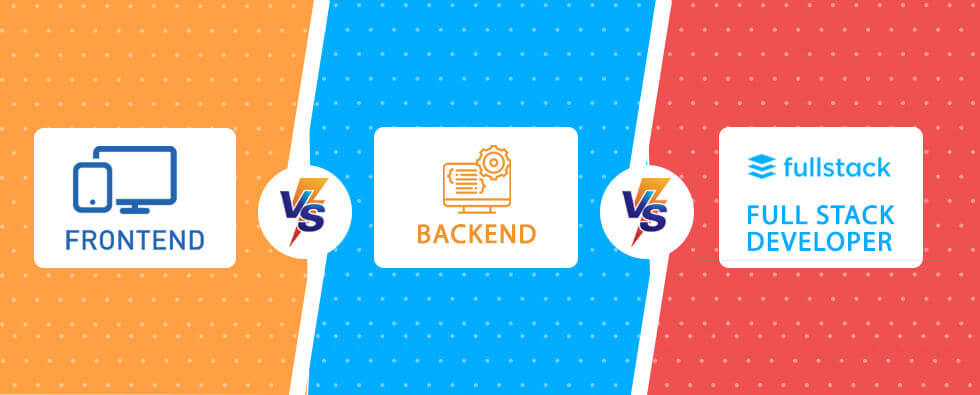 FRONTEND
VS
BACKEND
VS
fullstack
FULL STACK
DEVELOPER